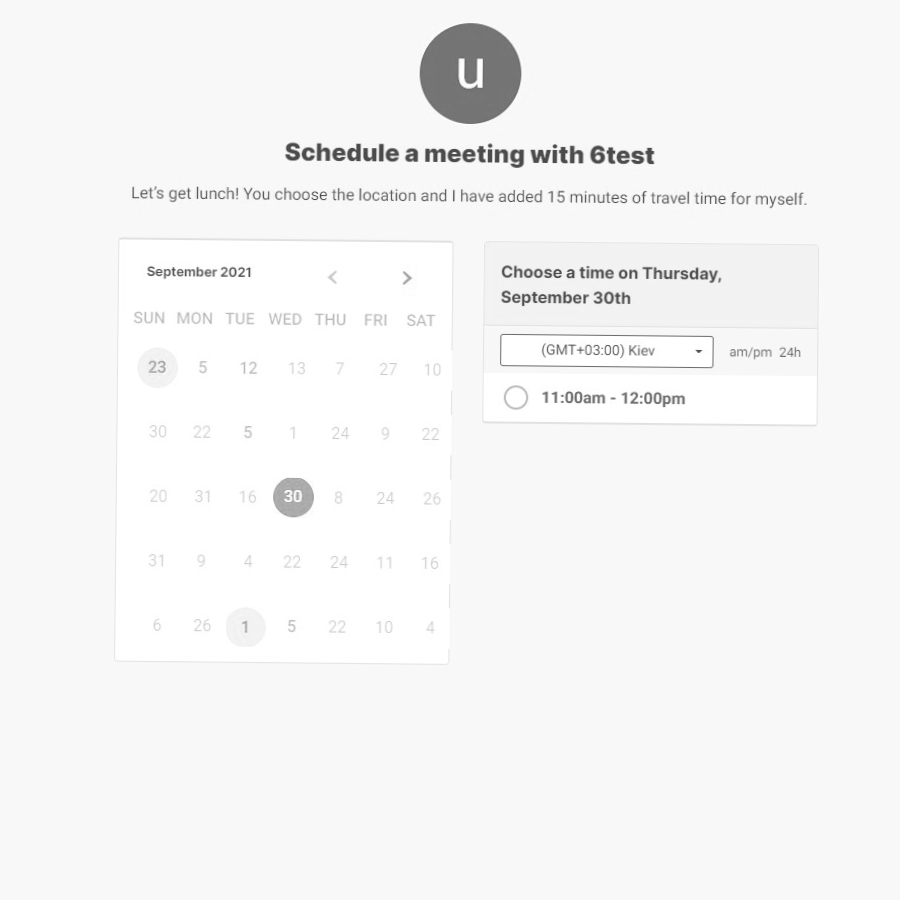 u
Schedule a meeting with 6test
Let's get lunch! You choose the location and I have added 15 minutes of travel time for myself.
September 2021
SUN MON TUE WED THU FRI SAT
23 5 12 13 7 27 10
30 22 5 1 24 9 22
20 31 16 30 8 24 26
31 9 4 22 24 11 16
6 26 1 5 22 10 4
Choose a time on Thursday,
September 30th
(GMT+03:00) Kiev am/pm 24h
11:00am - 12:00pm